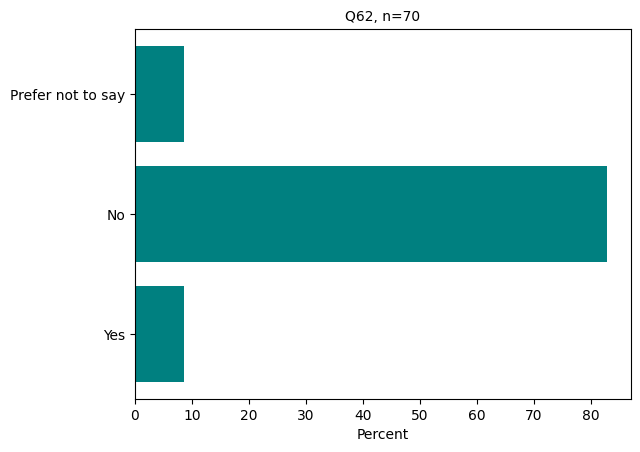 Q62, n=70
Prefer not to say
No
Yes
0 10 20 30 40 50 60 70 80
Percent